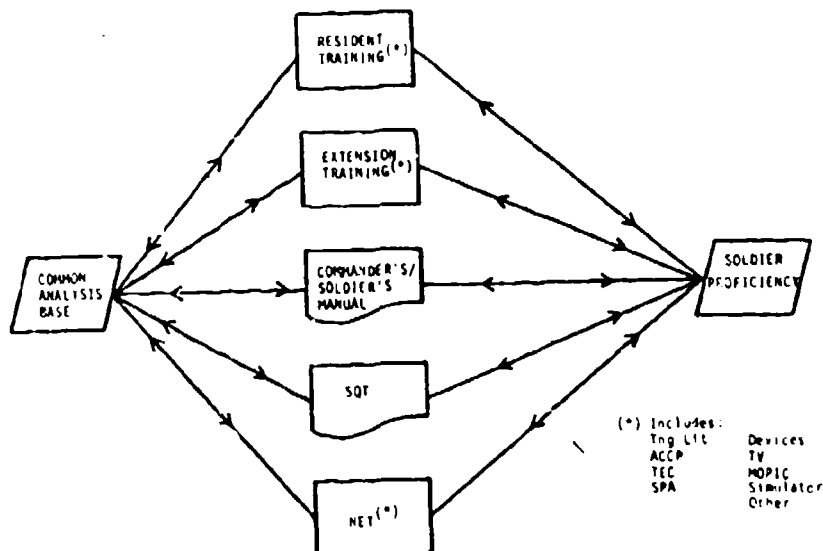 RESIDENT
TRAINING(*)
EXTENSION
TRAINING(*)
COMMON
ANALYSIS
BASE
COMMANDER'S/
SOLDIER'S
MANUAL
SOLDIER
PROFICIENCY
SQT
NET(*)
(*) Includes:
Tng Lit Devices
ACCP TV
TEC MOPIC
SPA Simulator
Other